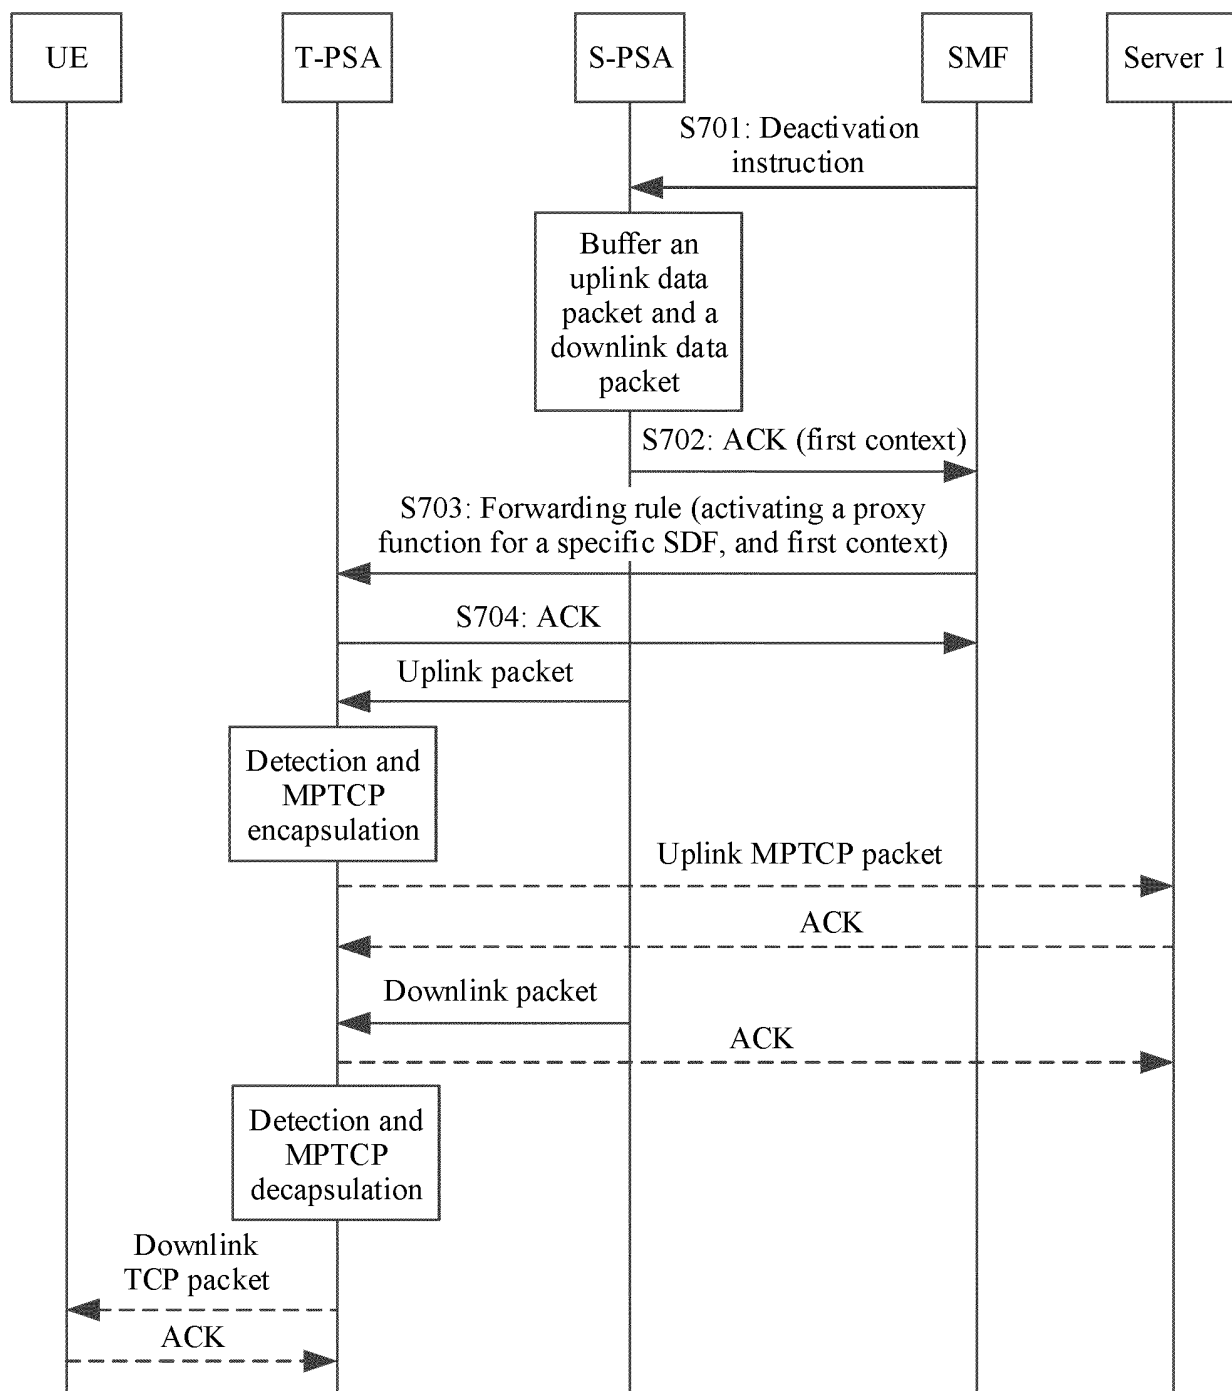 UE
T-PSA
S-PSA
SMF
Server 1
S701: Deactivation
instruction
Buffer an
uplink data
packet and a
downlink data
packet
S702: ACK (first context)
S703: Forwarding rule (activating a proxy
function for a specific SDF, and first context)
S704: ACK
Uplink packet
Detection and
MPTCP
encapsulation
Uplink MPTCP packet
ACK
Downlink packet
ACK
Detection and
MPTCP
decapsulation
Downlink
TCP packet
ACK